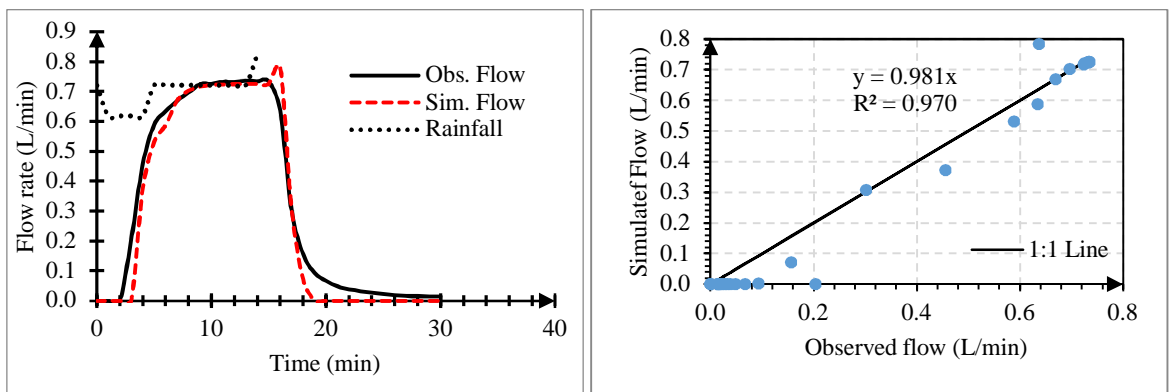 0.9
0.8
0.7
0.6
0.5
0.4
0.3
0.2
0.1
0.0
Flow rate (L/min)
0 10 20 30 40
Time (min)
Obs. Flow
Sim. Flow
Rainfall
0.8
0.7
0.6
0.5
0.4
0.3
0.2
0.1
0.0
Simulatef Flow (L/min)
y = 0.981x
R² = 0.970
1:1 Line
0.0 0.2 0.4 0.6 0.8
Observed flow (L/min)